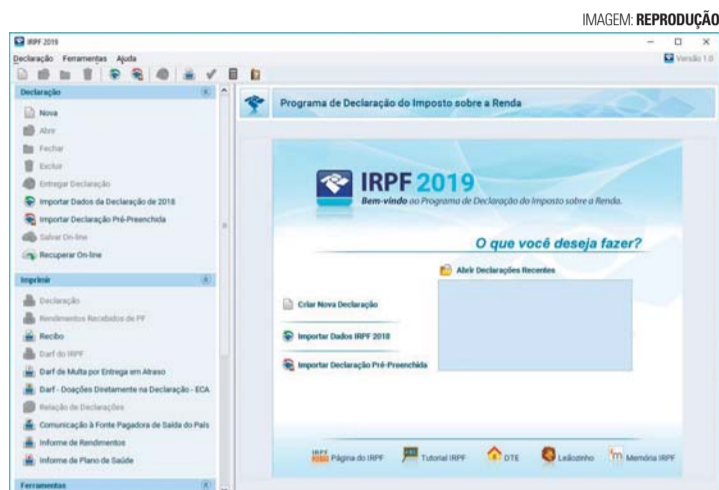 IMAGEM: REPRODUÇÃO
IRPF 2019
Declaração Ferramentas Ajuda
Versão 1.0
Declaração
Nova
Abrir
Fechar
Excluir
Entregar Declaração
Importar Dados da Declaração de 2018
Importar Declaração Pré-Preenchida
Salvar On-line
Recuperar On-line
Imprimir
Declaração
Rendimentos Recebidos de PF
Recibo
Darf do IRPF
Darf de Multa por Entrega em Atraso
Darf - Doações Diretamente na Declaração - ECA
Relação de Declarações
Comunicação à Fonte Pagadora de Saída do País
Informe de Rendimentos
Informe de Plano de Saúde
Ferramentas
Programa de Declaração do Imposto sobre a Renda
IRPF 2019
Bem-vindo ao Programa de Declaração do Imposto sobre a Renda.
O que você deseja fazer?
Abrir Declarações Recentes
Criar Nova Declaração
Importar Dados IRPF 2018
Importar Declaração Pré-Preenchida
IRPF Página do IRPF
Tutorial IRPF
DTE
Leãozinho
m Memória IRPF